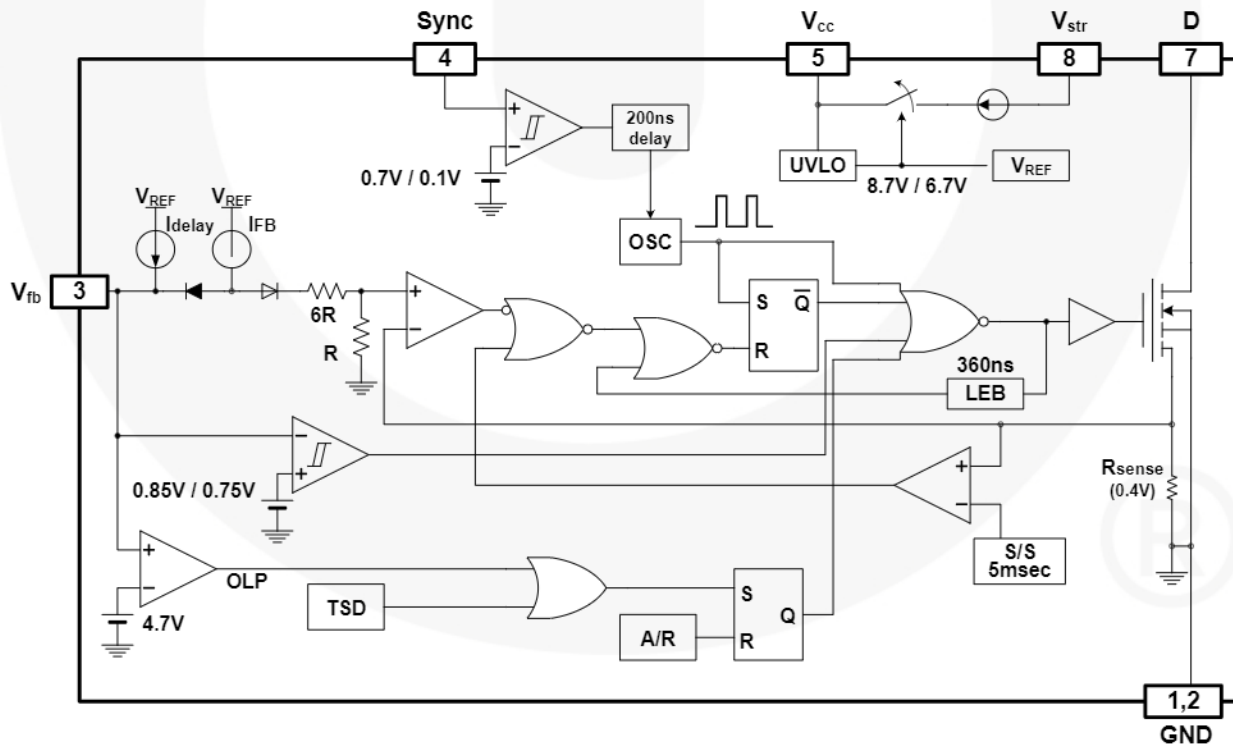 Sync
Vcc
Vstr
D
4
5
8
7
+
−
200ns
delay
0.7V / 0.1V
UVLO
VREF
8.7V / 6.7V
VREF
VREF
Idelay
IFB
OSC
Vfb
3
6R
R
+
−
S
Q̅
R
360ns
LEB
−
+
0.85V / 0.75V
+
−
Rsense
(0.4V)
S/S
5msec
+
−
4.7V
OLP
TSD
S
Q
R
A/R
R
1,2
GND